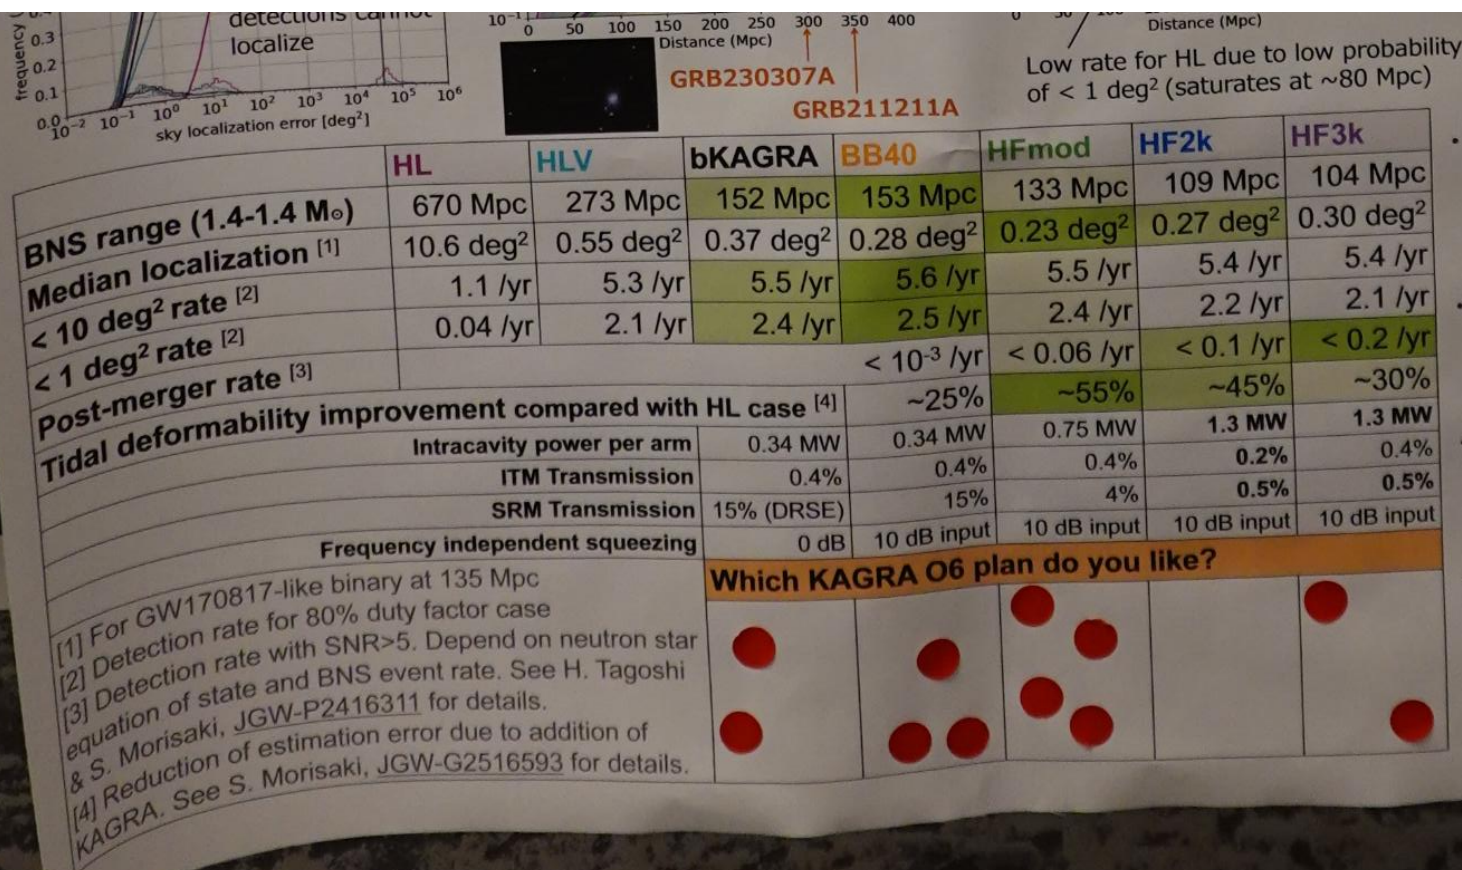 detections cannot
localize
frequency
0.3
0.2
0.1
0.0
10⁻² 10⁻¹ 10⁰ 10¹ 10² 10³ 10⁴ 10⁵ 10⁶
sky localization error [deg²]
10⁻¹
0 50 100 150 200 250 300 350 400
Distance (Mpc)
GRB230307A
GRB211211A
Distance (Mpc)
Low rate for HL due to low probability
of < 1 deg² (saturates at ~80 Mpc)
HL HLV bKAGRA BB40 HFmod HF2k HF3k
BNS range (1.4-1.4 M⊙) 670 Mpc 273 Mpc 152 Mpc 153 Mpc 133 Mpc 109 Mpc 104 Mpc
Median localization [1] 10.6 deg² 0.55 deg² 0.37 deg² 0.28 deg² 0.23 deg² 0.27 deg² 0.30 deg²
< 10 deg² rate [2] 1.1 /yr 5.3 /yr 5.5 /yr 5.6 /yr 5.5 /yr 5.4 /yr 5.4 /yr
< 1 deg² rate [2] 0.04 /yr 2.1 /yr 2.4 /yr 2.5 /yr 2.4 /yr 2.2 /yr 2.1 /yr
Post-merger rate [3] < 10⁻³ /yr < 0.06 /yr < 0.1 /yr < 0.2 /yr
Tidal deformability improvement compared with HL case [4] ~25% ~55% ~45% ~30%
Intracavity power per arm 0.34 MW 0.34 MW 0.75 MW 1.3 MW 1.3 MW
ITM Transmission 0.4% 0.4% 0.4% 0.2% 0.4%
SRM Transmission 15% (DRSE) 15% 4% 0.5% 0.5%
Frequency independent squeezing 0 dB 10 dB input 10 dB input 10 dB input 10 dB input
Which KAGRA O6 plan do you like?
[1] For GW170817-like binary at 135 Mpc
[2] Detection rate for 80% duty factor case
[3] Detection rate with SNR>5. Depend on neutron star
equation of state and BNS event rate. See H. Tagoshi
& S. Morisaki, JGW-P2416311 for details.
[4] Reduction of estimation error due to addition of
KAGRA. See S. Morisaki, JGW-G2516593 for details.